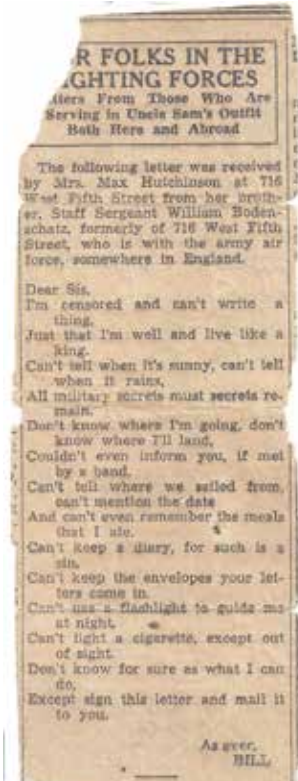 R FOLKS IN THE
GHTING FORCES
tters From Those Who Are
Serving in Uncle Sam's Outfit
Both Here and Abroad
The following letter was received
by Mrs. Max Hutchinson at 716
West Fifth Street from her broth-
er, Staff Sergeant William Boden-
schatz, formerly of 716 West Fifth
Street, who is with the army air
force, somewhere in England.
Dear Sis,
I'm censored and can't write a
thing,
Just that I'm well and live like a
king.
Can't tell when it's sunny, can't tell
when it rains,
All military secrets must secrets re-
main.
Don't know where I'm going, don't
know where I'll land,
Couldn't even inform you, if met
by a band.
Can't tell where we sailed from,
can't mention the date
And can't even remember the meals
that I ate.
Can't keep a diary, for such is a
sin.
Can't keep the envelopes your let-
ters come in.
Can't use a flashlight to guide me
at night.
Can't light a cigarette, except out
of sight.
Don't know for sure as what I can
do,
Except sign this letter and mail it
to you.
As ever,
BILL.